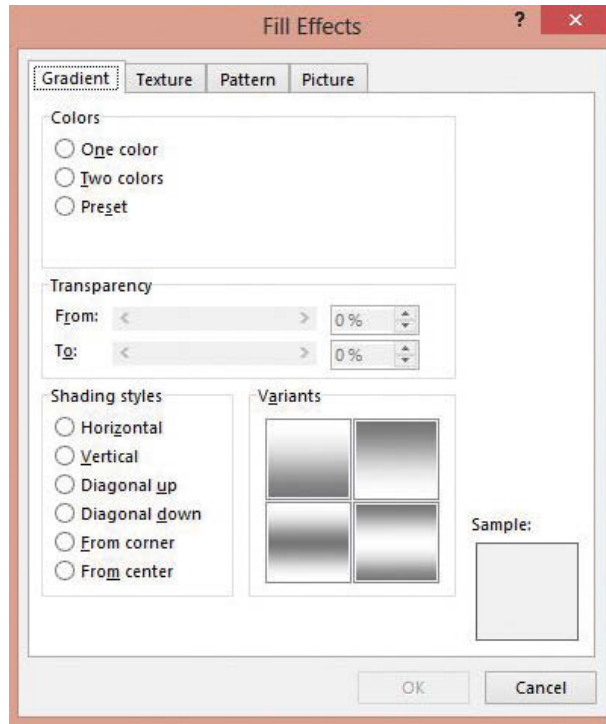 Fill Effects
?
×
Gradient Texture Pattern Picture
Colors
One color
Two colors
Preset
Transparency
From: < > 0 %
To: < > 0 %
Shading styles
Horizontal
Vertical
Diagonal up
Diagonal down
From corner
From center
Variants
Sample:
OK Cancel